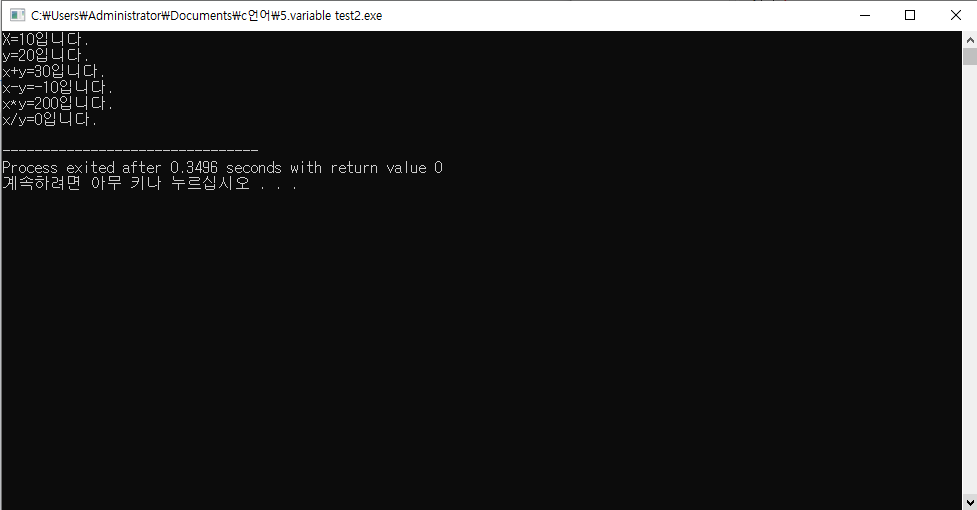 C:₩Users₩Administrator₩Documents₩c언어₩5.variable test2.exe
X=10입니다.
y=20입니다.
x+y=30입니다.
x-y=-10입니다.
x*y=200입니다.
x/y=0입니다.
--------------------------------
Process exited after 0.3496 seconds with return value 0
계속하려면 아무 키나 누르십시오 . . .